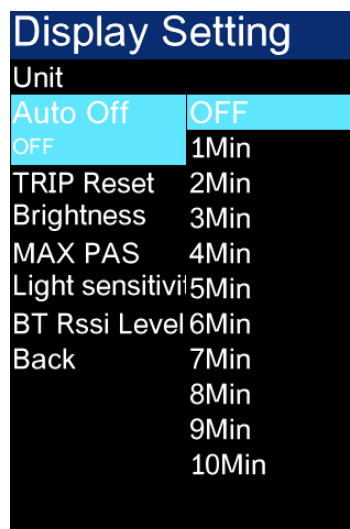 Display Setting
Unit
Auto Off
OFF
OFF
1Min
TRIP Reset
2Min
Brightness
3Min
MAX PAS
4Min
Light sensitivit
5Min
BT Rssi Level
6Min
Back
7Min
8Min
9Min
10Min